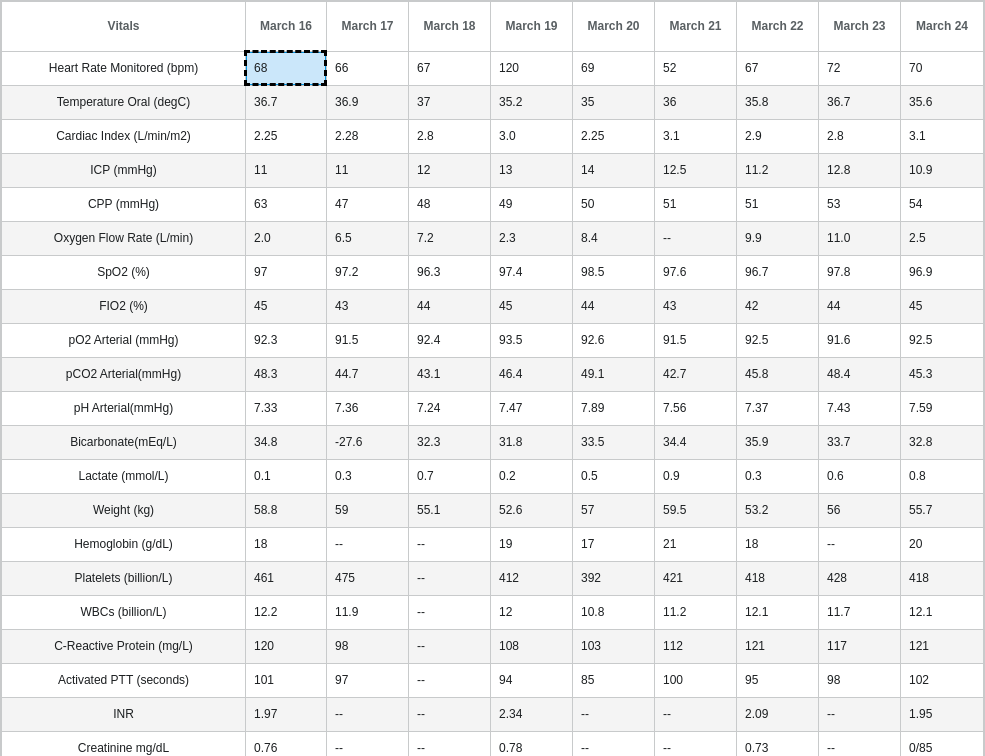 Vitals March 16 March 17 March 18 March 19 March 20 March 21 March 22 March 23 March 24
Heart Rate Monitored (bpm) 68 66 67 120 69 52 67 72 70
Temperature Oral (degC) 36.7 36.9 37 35.2 35 36 35.8 36.7 35.6
Cardiac Index (L/min/m2) 2.25 2.28 2.8 3.0 2.25 3.1 2.9 2.8 3.1
ICP (mmHg) 11 11 12 13 14 12.5 11.2 12.8 10.9
CPP (mmHg) 63 47 48 49 50 51 51 53 54
Oxygen Flow Rate (L/min) 2.0 6.5 7.2 2.3 8.4 -- 9.9 11.0 2.5
SpO2 (%) 97 97.2 96.3 97.4 98.5 97.6 96.7 97.8 96.9
FIO2 (%) 45 43 44 45 44 43 42 44 45
pO2 Arterial (mmHg) 92.3 91.5 92.4 93.5 92.6 91.5 92.5 91.6 92.5
pCO2 Arterial(mmHg) 48.3 44.7 43.1 46.4 49.1 42.7 45.8 48.4 45.3
pH Arterial(mmHg) 7.33 7.36 7.24 7.47 7.89 7.56 7.37 7.43 7.59
Bicarbonate(mEq/L) 34.8 -27.6 32.3 31.8 33.5 34.4 35.9 33.7 32.8
Lactate (mmol/L) 0.1 0.3 0.7 0.2 0.5 0.9 0.3 0.6 0.8
Weight (kg) 58.8 59 55.1 52.6 57 59.5 53.2 56 55.7
Hemoglobin (g/dL) 18 -- -- 19 17 21 18 -- 20
Platelets (billion/L) 461 475 -- 412 392 421 418 428 418
WBCs (billion/L) 12.2 11.9 -- 12 10.8 11.2 12.1 11.7 12.1
C-Reactive Protein (mg/L) 120 98 -- 108 103 112 121 117 121
Activated PTT (seconds) 101 97 -- 94 85 100 95 98 102
INR 1.97 -- -- 2.34 -- -- 2.09 -- 1.95
Creatinine mg/dL 0.76 -- -- 0.78 -- -- 0.73 -- 0/85